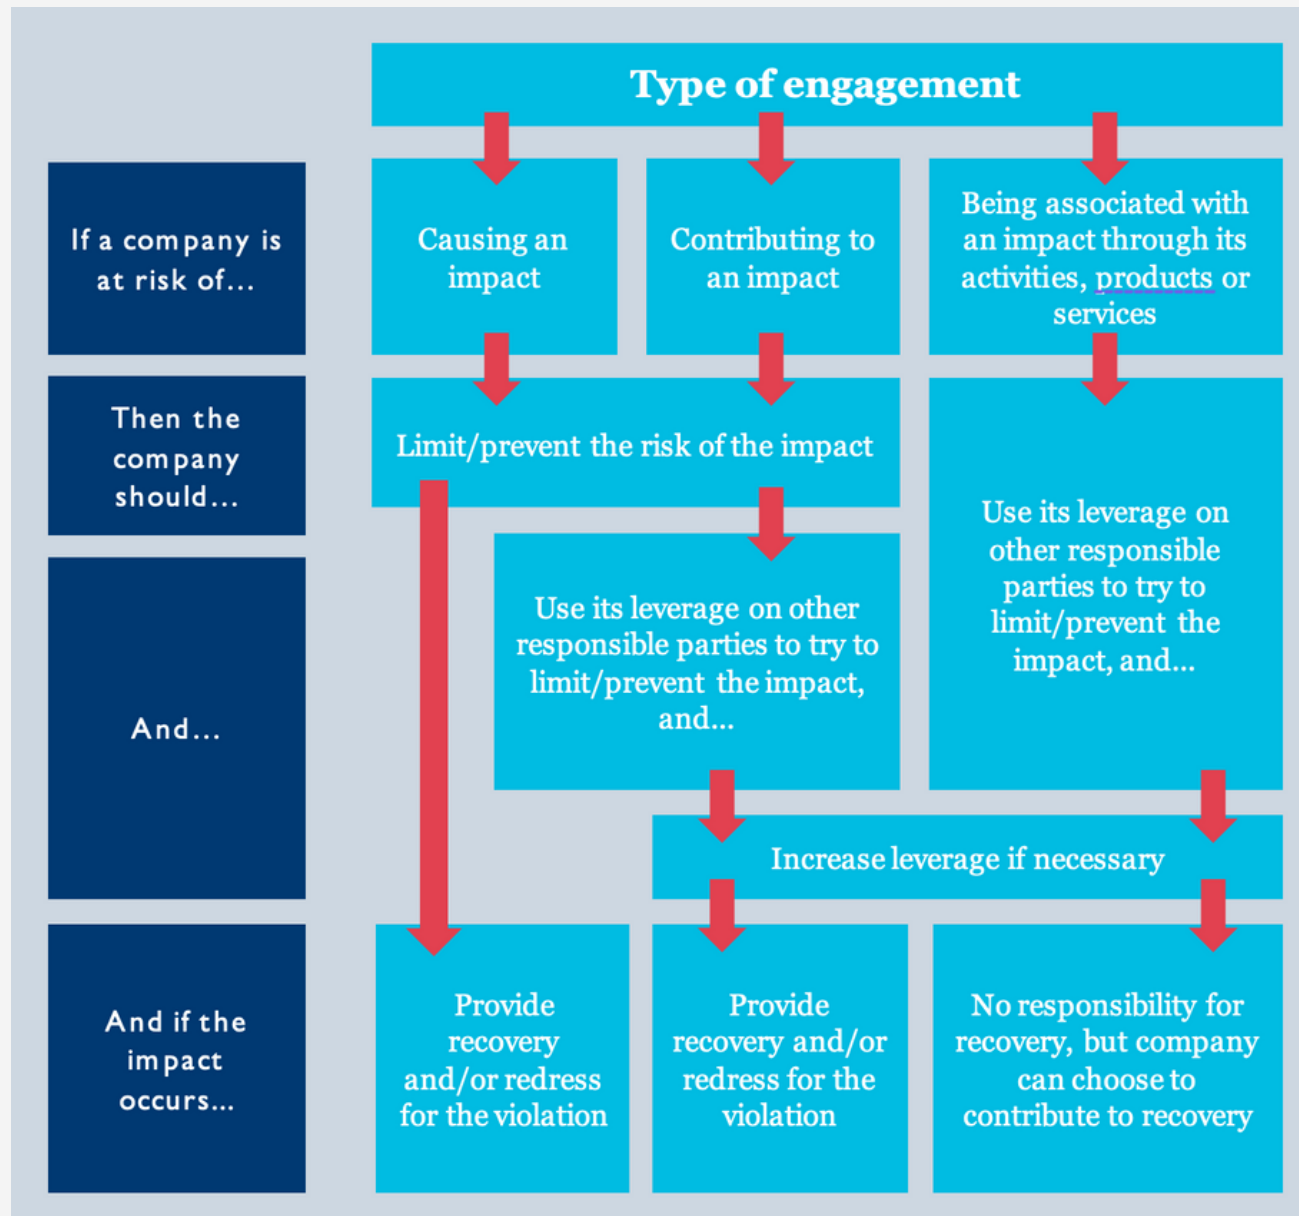 Type of engagement
If a company is
at risk of...
Causing an
impact
Contributing to
an impact
Being associated with
an impact through its
activities, products or
services
Then the
company
should...
Limit/prevent the risk of the impact
Use its leverage on
other responsible
parties to try to
limit/prevent the
impact, and...
And...
Use its leverage on other
responsible parties to try to
limit/prevent the impact,
and...
Increase leverage if necessary
And if the
impact
occurs...
Provide
recovery
and/or redress
for the violation
Provide
recovery and/or
redress for the
violation
No responsibility for
recovery, but company
can choose to
contribute to recovery